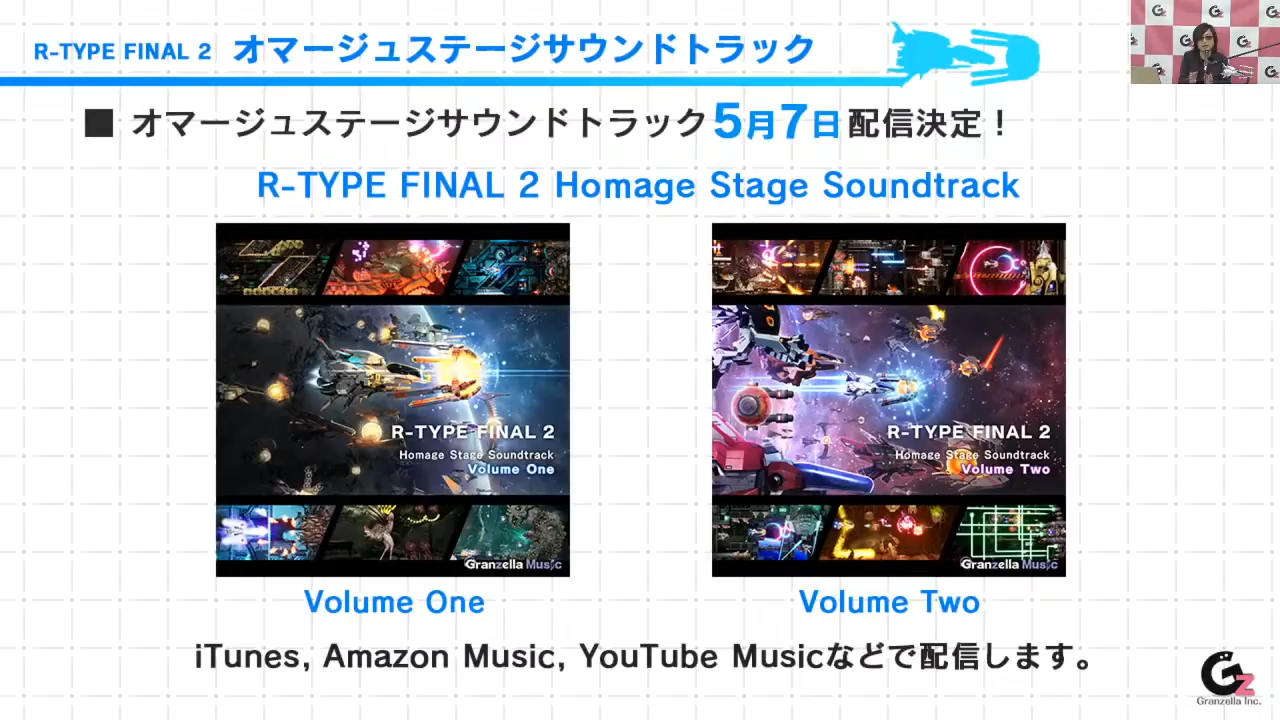 R-TYPE FINAL 2 オマージュステージサウンドトラック
■ オマージュステージサウンドトラック5月7日配信決定！
R-TYPE FINAL 2 Homage Stage Soundtrack
R-TYPE FINAL 2
Homage Stage Soundtrack
Volume One
Granzella Music
R-TYPE FINAL 2
Homage Stage Soundtrack
Volume Two
Granzella Music
Volume One
Volume Two
iTunes, Amazon Music, YouTube Musicなどで配信します。
Gz
Granzella Inc.